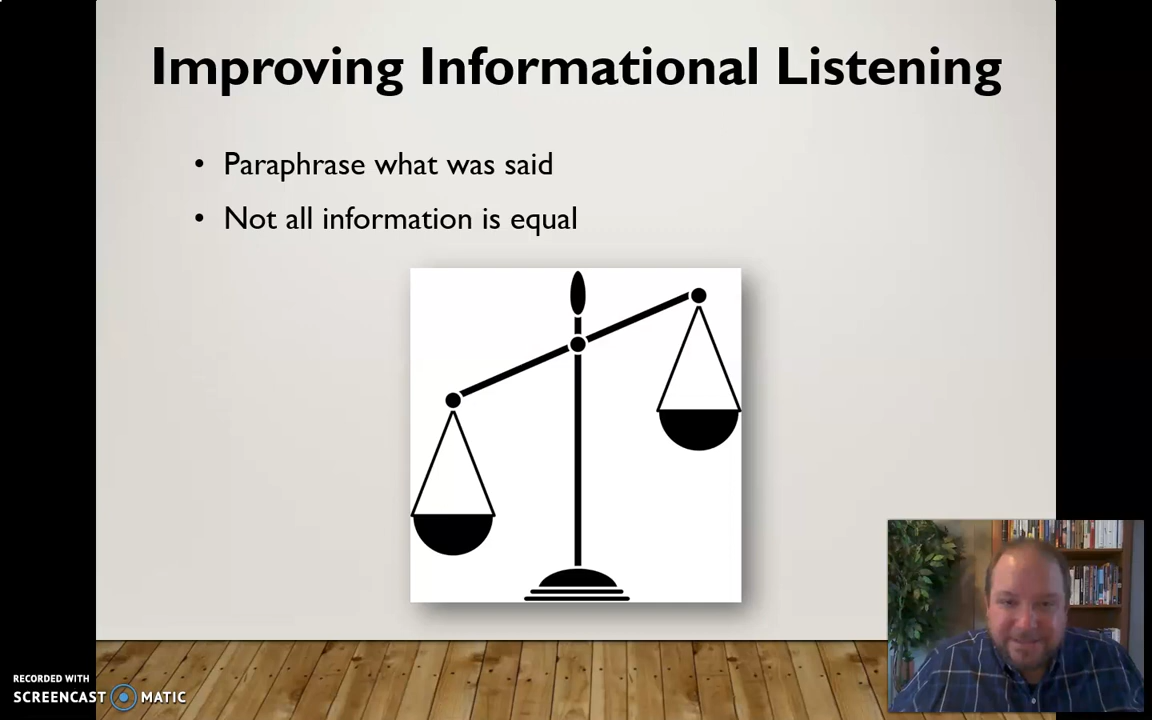 Improving Informational Listening
• Paraphrase what was said
• Not all information is equal
RECORDED WITH
SCREENCAST MATIC